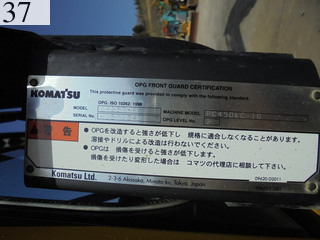 37
KOMATSU
OPG FRONT GUARD CERTIFICATION
This protective guard was provided to comply with the following standard.
OPG: ISO 10262: 1998
MODEL
MACHINE MODEL
SERIAL No.
OPG LEVEL No.
警告
●OPGを改造すると強さが低下し 規格に適合しなくなることがあります。
溶接やドリルによる改造は行わないでください。
●OPGは 損傷を受けると強さが低下します。
損傷を受けたり変形した場合は コマツの代理店に相談して下さい。
Komatsu Ltd.
2-3-6 Akasaka, Minato-ku, Tokyo, Japan